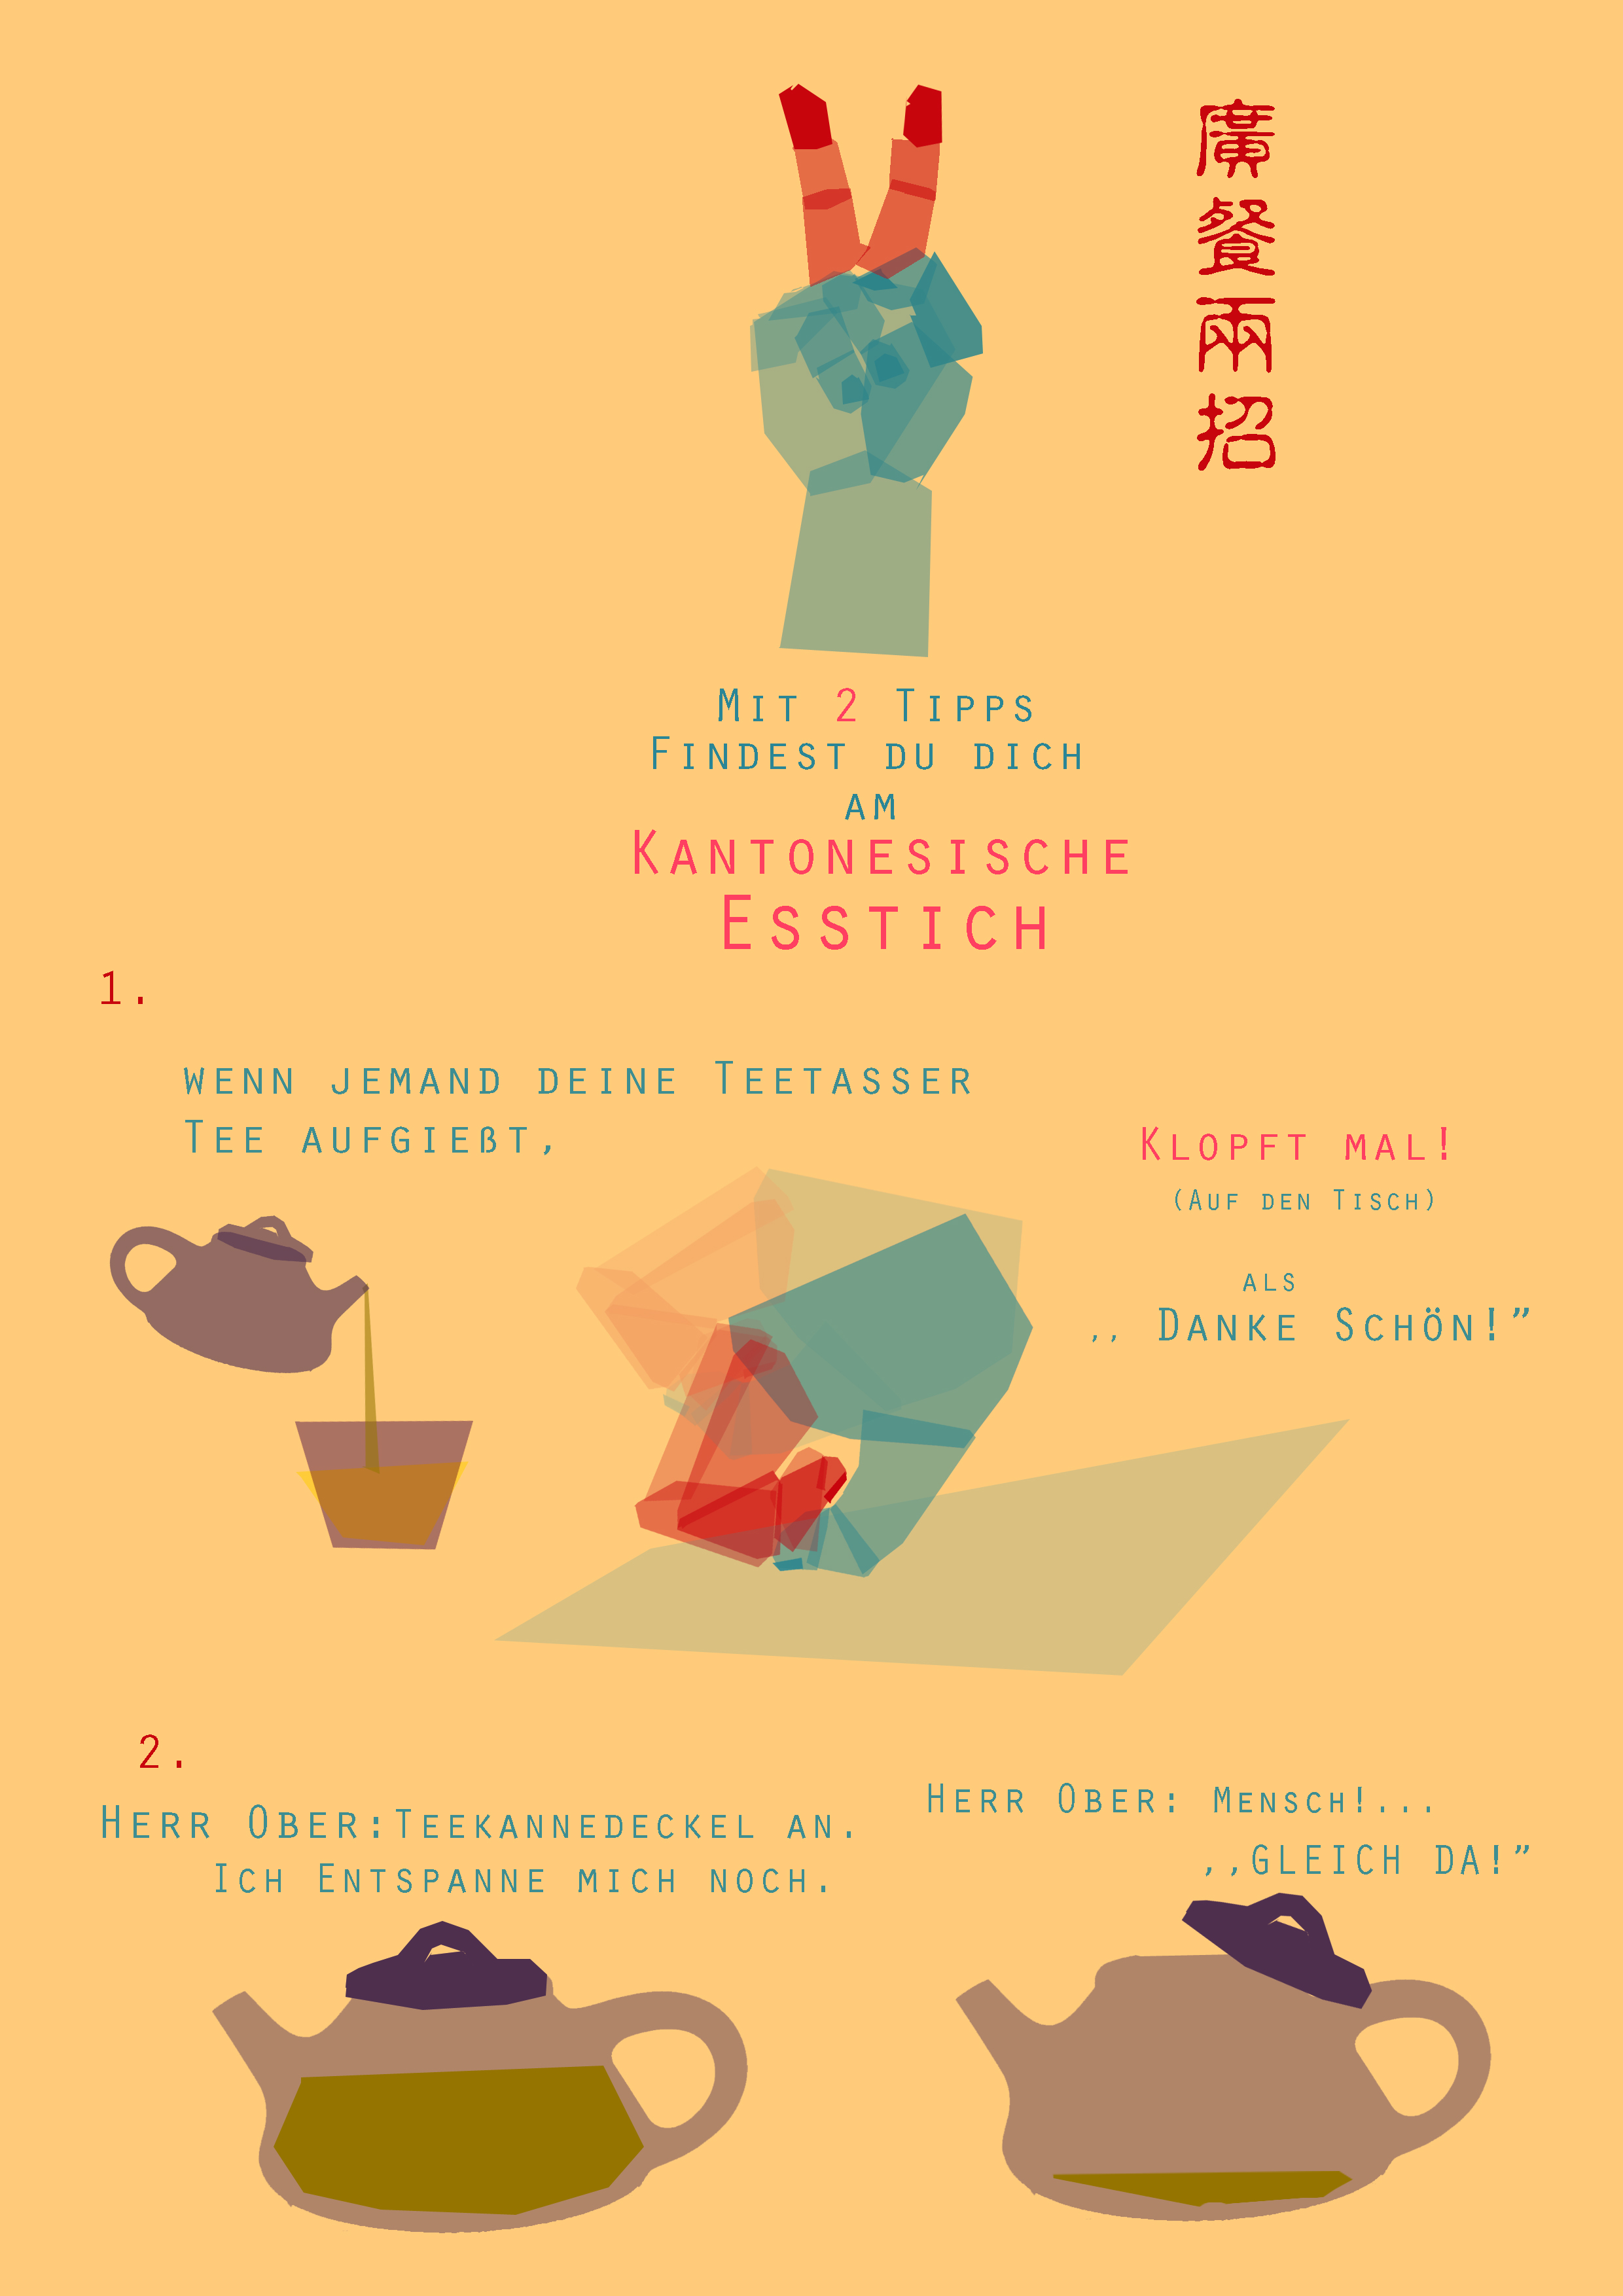 廣餐兩招
Mit 2 Tipps
Findest du dich
am
Kantonesische
Esstich
1.
wenn jemand deine Teetasser
Tee aufgießt,
Klopft mal!
(Auf den Tisch)
als
,, Danke Schön!”
2.
Herr Ober:Teekannedeckel an.
Ich Entspanne mich noch.
Herr Ober: Mensch!...
,,GLEICH DA!”